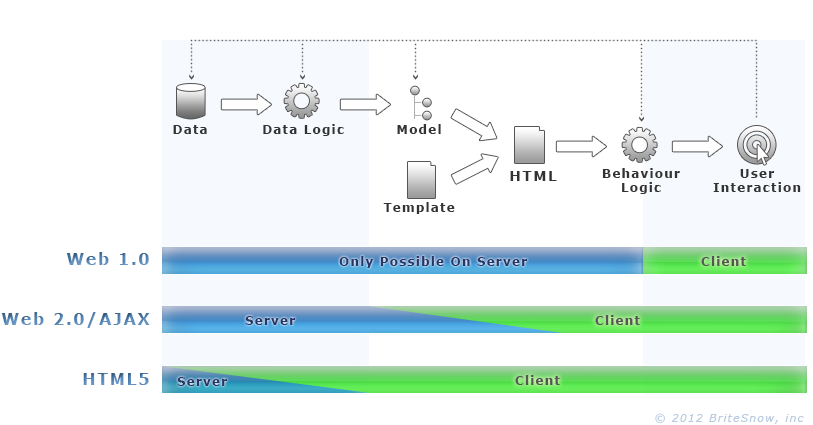 Data
Data Logic
Model
Template
HTML
Behaviour
Logic
User
Interaction
Web 1.0
Only Possible On Server
Client
Web 2.0/AJAX
Server
Client
HTML5
Server
Client
© 2012 BriteSnow, inc